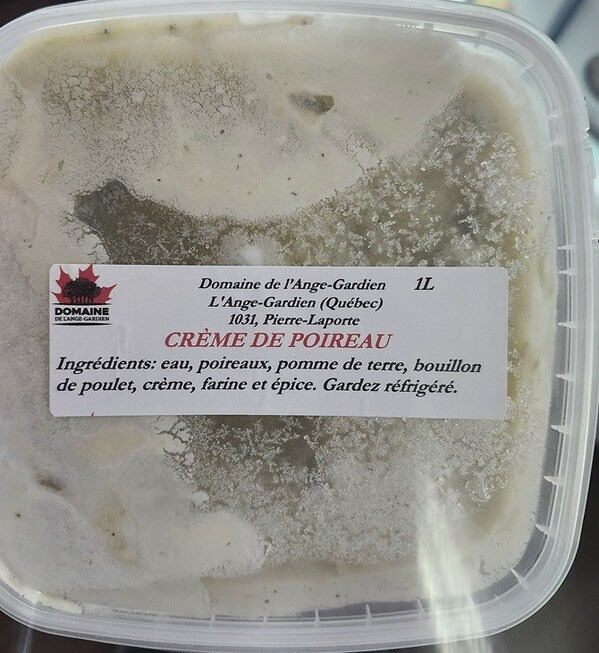 Domaine de l'Ange-Gardien 1L
L'Ange-Gardien (Québec)
1031, Pierre-Laporte
CRÈME DE POIREAU
Ingrédients: eau, poireaux, pomme de terre, bouillon
de poulet, crème, farine et épice. Gardez réfrigéré.
DOMAINE
DE L'ANGE-GARDIEN